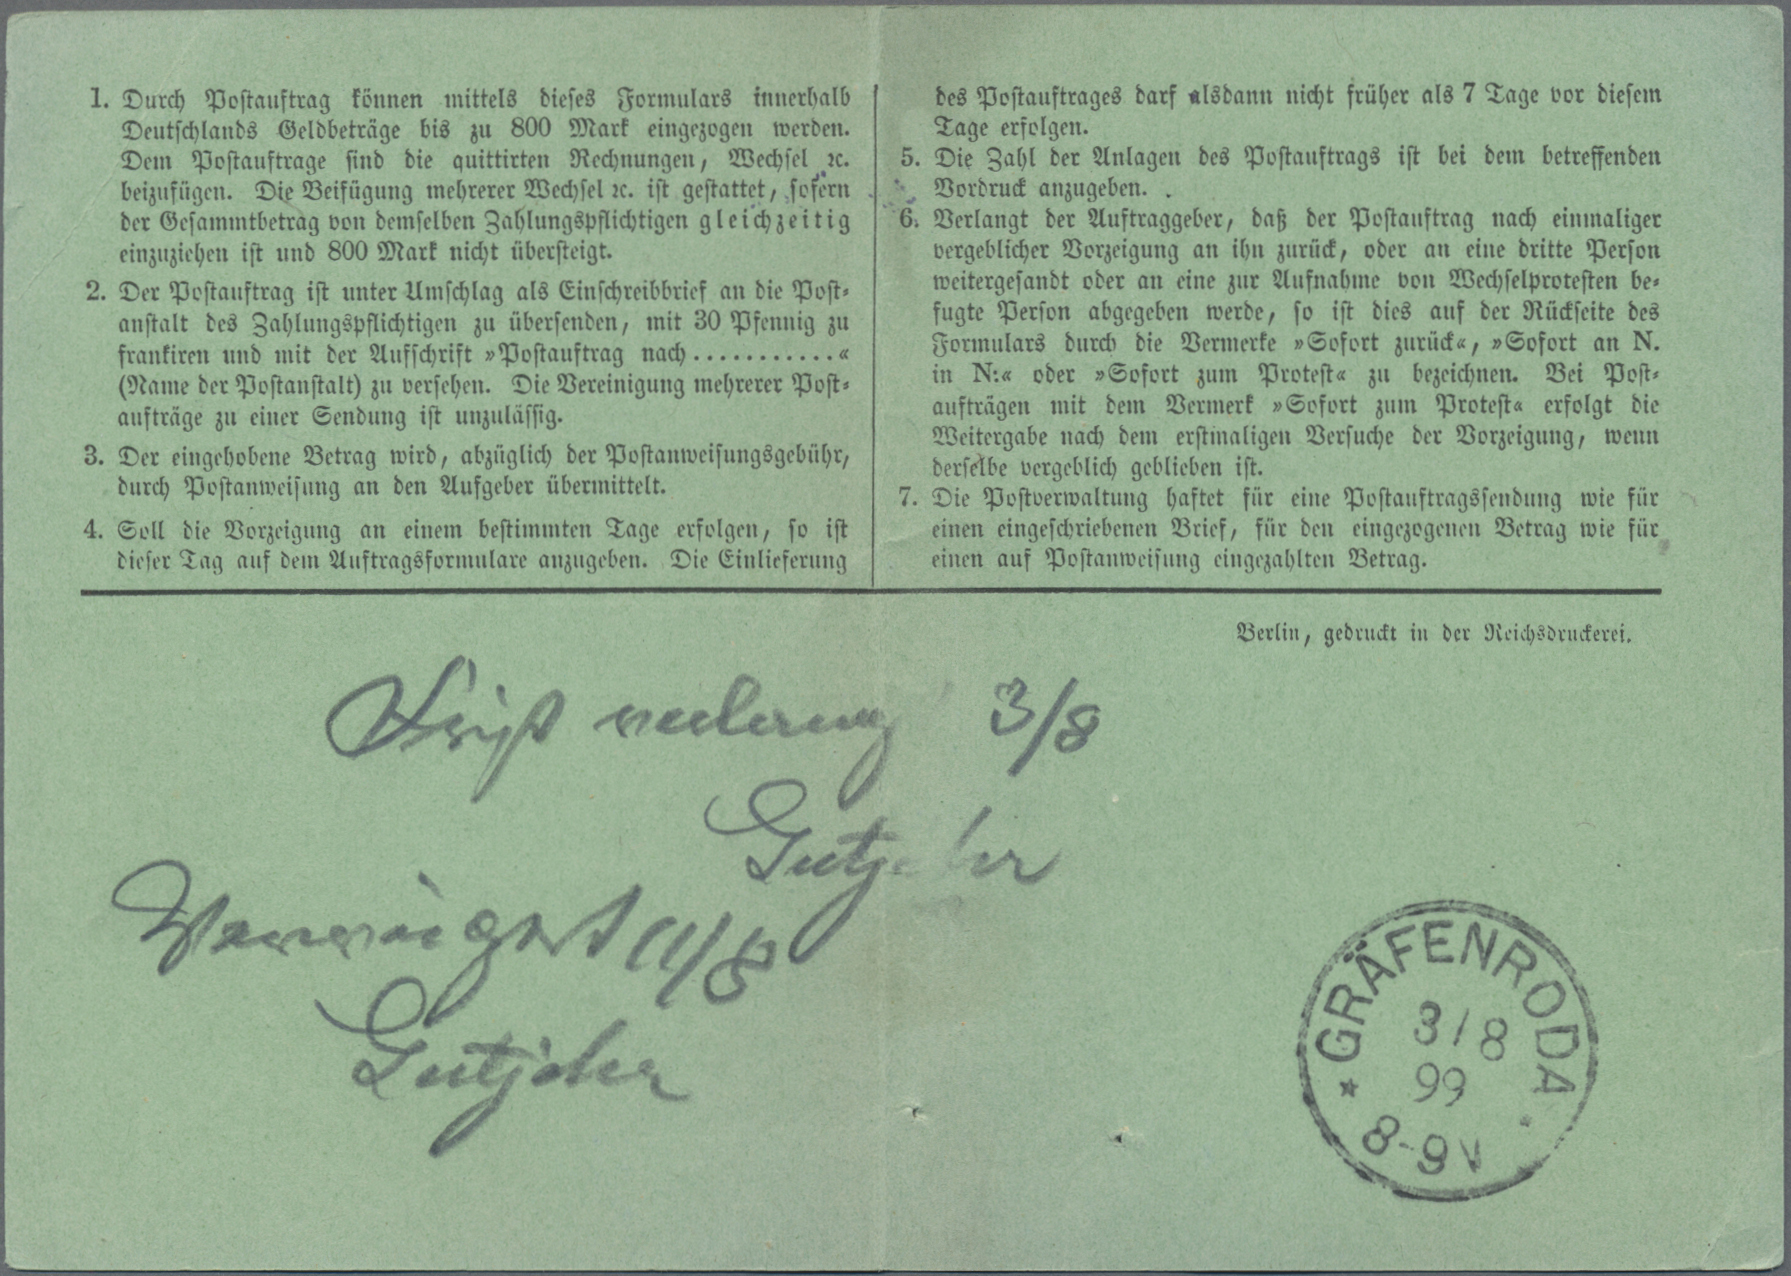 1. Durch Postauftrag können mittels dieses Formulars innerhalb
Deutschlands Geldbeträge bis zu 800 Mark eingezogen werden.
Dem Postauftrage sind die quittirten Rechnungen, Wechsel ꝛc.
beizufügen. Die Beifügung mehrerer Wechsel ꝛc. ist gestattet, sofern
der Gesammtbetrag von demselben Zahlungspflichtigen gleichzeitig
einzuziehen ist und 800 Mark nicht übersteigt.
2. Der Postauftrag ist unter Umschlag als Einschreibbrief an die Post-
anstalt des Zahlungspflichtigen zu übersenden, mit 30 Pfennig zu
frankiren und mit der Aufschrift »Postauftrag nach ...........«
(Name der Postanstalt) zu versehen. Die Vereinigung mehrerer Post-
aufträge zu einer Sendung ist unzulässig.
3. Der eingehobene Betrag wird, abzüglich der Postanweisungsgebühr,
durch Postanweisung an den Aufgeber übermittelt.
4. Soll die Vorzeigung an einem bestimmten Tage erfolgen, so ist
dieser Tag auf dem Auftragsformulare anzugeben. Die Einlieferung
des Postauftrages darf alsdann nicht früher als 7 Tage vor diesem
Tage erfolgen.
5. Die Zahl der Anlagen des Postauftrags ist bei dem betreffenden
Vordruck anzugeben.
6. Verlangt der Auftraggeber, daß der Postauftrag nach einmaliger
vergeblicher Vorzeigung an ihn zurück, oder an eine dritte Person
weitergesandt oder an eine zur Aufnahme von Wechselprotesten be-
fugte Person abgegeben werde, so ist dies auf der Rückseite des
Formulars durch die Vermerke »Sofort zurück«, »Sofort an N.
in N.« oder »Sofort zum Protest« zu bezeichnen. Bei Post-
aufträgen mit dem Vermerk »Sofort zum Protest« erfolgt die
Weitergabe nach dem erstmaligen Versuche der Vorzeigung, wenn
derselbe vergeblich geblieben ist.
7. Die Postverwaltung haftet für eine Postauftragssendung wie für
einen eingeschriebenen Brief, für den eingezogenen Betrag wie für
einen auf Postanweisung eingezahlten Betrag.
Berlin, gedruckt in der Reichsdruckerei.
Frist verlangt 3/8
Gutjahr
Verweigert 11/8
Gutjahr
GRÄFENRODA
3/8
99
8-9V